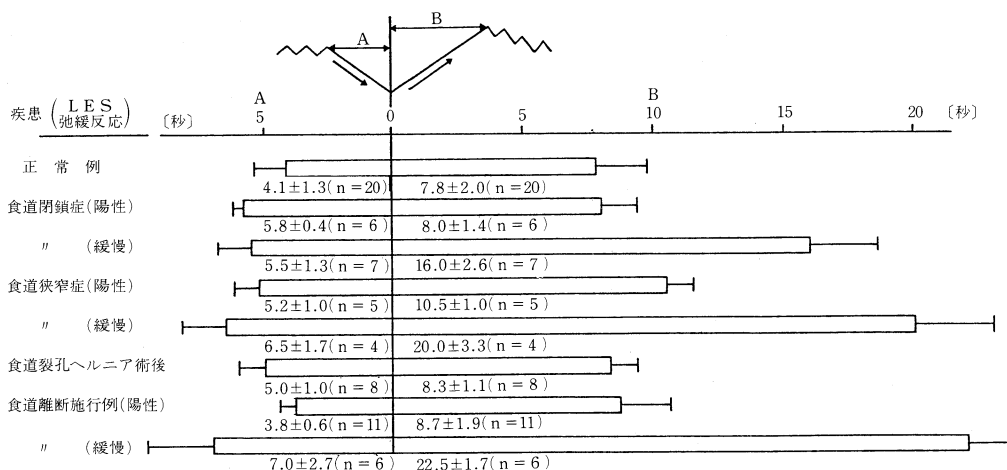 B
A
疾患(LES弛緩反応) 〔秒〕 A 5 0 5 B 10 15 20 〔秒〕
正常例
4.1±1.3(n=20) 7.8±2.0(n=20)
食道閉鎖症(陽性)
5.8±0.4(n=6) 8.0±1.4(n=6)
〃 (緩慢)
5.5±1.3(n=7) 16.0±2.6(n=7)
食道狭窄症(陽性)
5.2±1.0(n=5) 10.5±1.0(n=5)
〃 (緩慢)
6.5±1.7(n=4) 20.0±3.3(n=4)
食道裂孔ヘルニア術後
5.0±1.0(n=8) 8.3±1.1(n=8)
食道離断施行例(陽性)
3.8±0.6(n=11) 8.7±1.9(n=11)
〃 (緩慢)
7.0±2.7(n=6) 22.5±1.7(n=6)